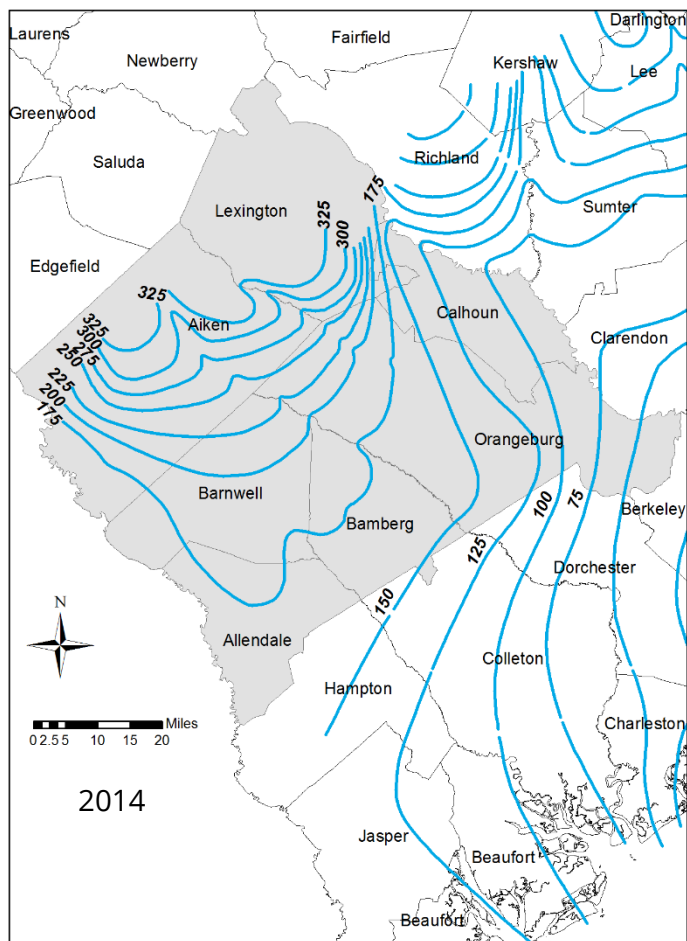 Laurens
Newberry
Fairfield
Darlington
Kershaw
Lee
Greenwood
Saluda
Richland
175
Sumter
Lexington
325
300
Edgefield
325
Aiken
Calhoun
325
300
275
250
225
200
175
Clarendon
Orangeburg
Barnwell
100
75
Bamberg
Berkeley
125
Dorchester
150
N
Allendale
Colleton
Hampton
Charleston
Miles
0 2.5 5 10 15 20
2014
Jasper
Beaufort
Beaufort